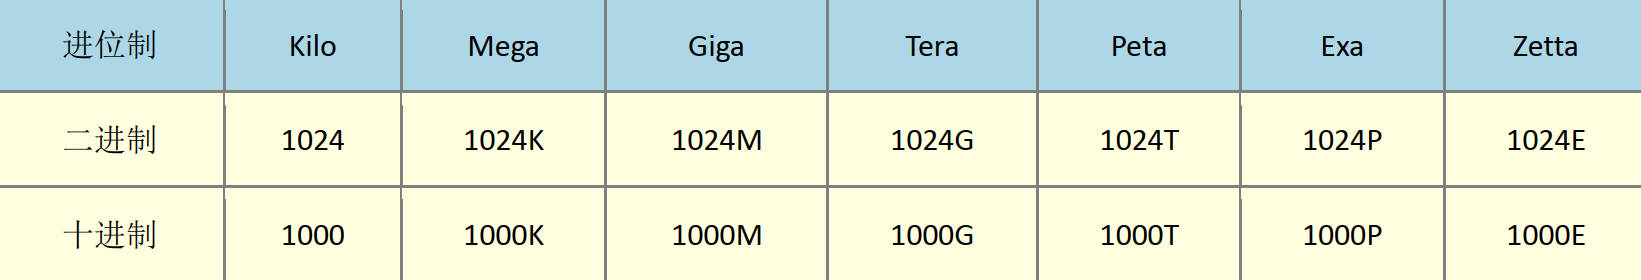 进位制 Kilo Mega Giga Tera Peta Exa Zetta
二进制 1024 1024K 1024M 1024G 1024T 1024P 1024E
十进制 1000 1000K 1000M 1000G 1000T 1000P 1000E